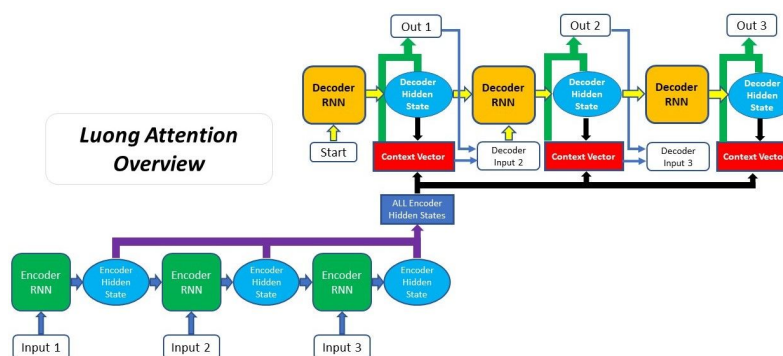 Out 1
Out 2
Out 3
Decoder
RNN
Decoder
Hidden
State
Decoder
RNN
Decoder
Hidden
State
Decoder
RNN
Decoder
Hidden
State
Luong Attention
Overview
Start
Context Vector
Decoder
Input 2
Context Vector
Decoder
Input 3
Context Vector
ALL Encoder
Hidden States
Encoder
RNN
Encoder
Hidden
State
Encoder
RNN
Encoder
Hidden
State
Encoder
RNN
Encoder
Hidden
State
Input 1
Input 2
Input 3